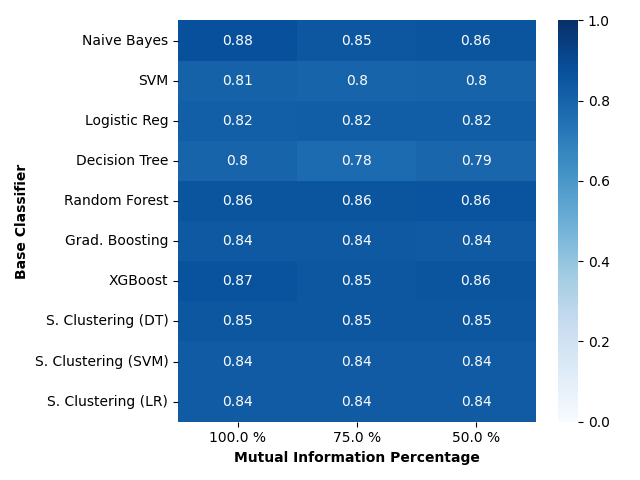 Naive Bayes 0.88 0.85 0.86
SVM 0.81 0.8 0.8
Logistic Reg 0.82 0.82 0.82
Decision Tree 0.8 0.78 0.79
Random Forest 0.86 0.86 0.86
Grad. Boosting 0.84 0.84 0.84
XGBoost 0.87 0.85 0.86
S. Clustering (DT) 0.85 0.85 0.85
S. Clustering (SVM) 0.84 0.84 0.84
S. Clustering (LR) 0.84 0.84 0.84
100.0 % 75.0 % 50.0 %
Mutual Information Percentage
Base Classifier
1.0
0.8
0.6
0.4
0.2
0.0